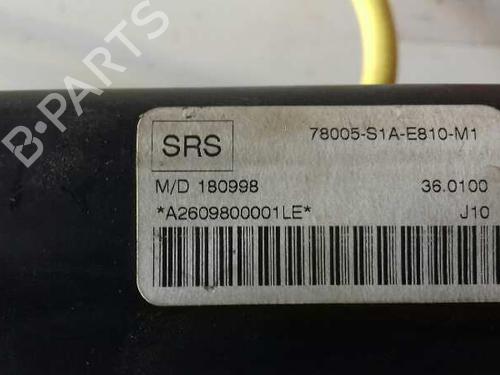 B-PARTS
SRS
78005-S1A-E810-M1
M/D 180998
36.0100
*A2609800001LE*
J10